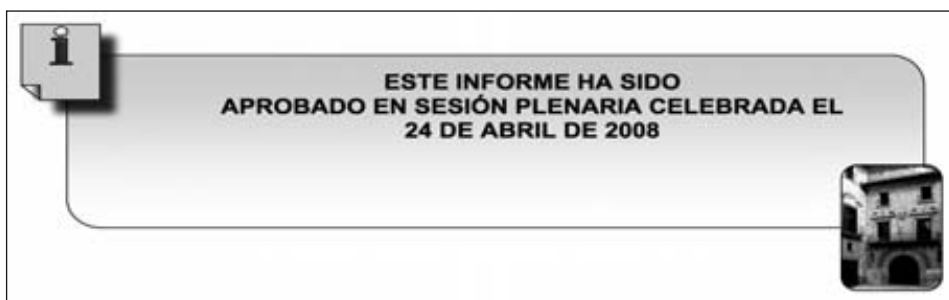 i
ESTE INFORME HA SIDO
APROBADO EN SESIÓN PLENARIA CELEBRADA EL
24 DE ABRIL DE 2008